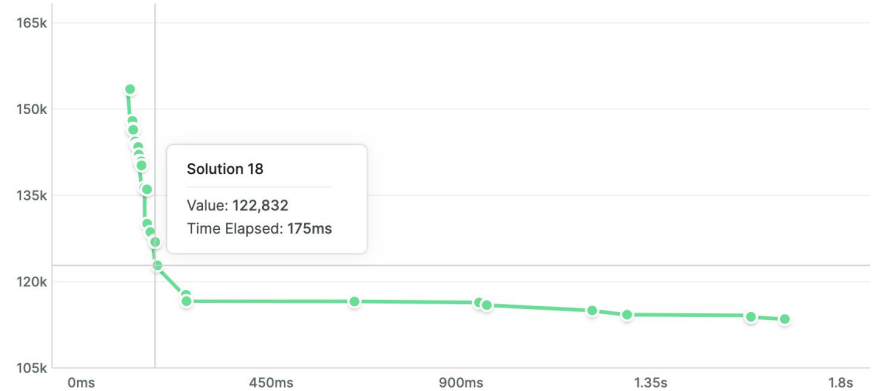 165k
150k
135k
120k
105k
Solution 18
Value: 122,832
Time Elapsed: 175ms
0ms
450ms
900ms
1.35s
1.8s